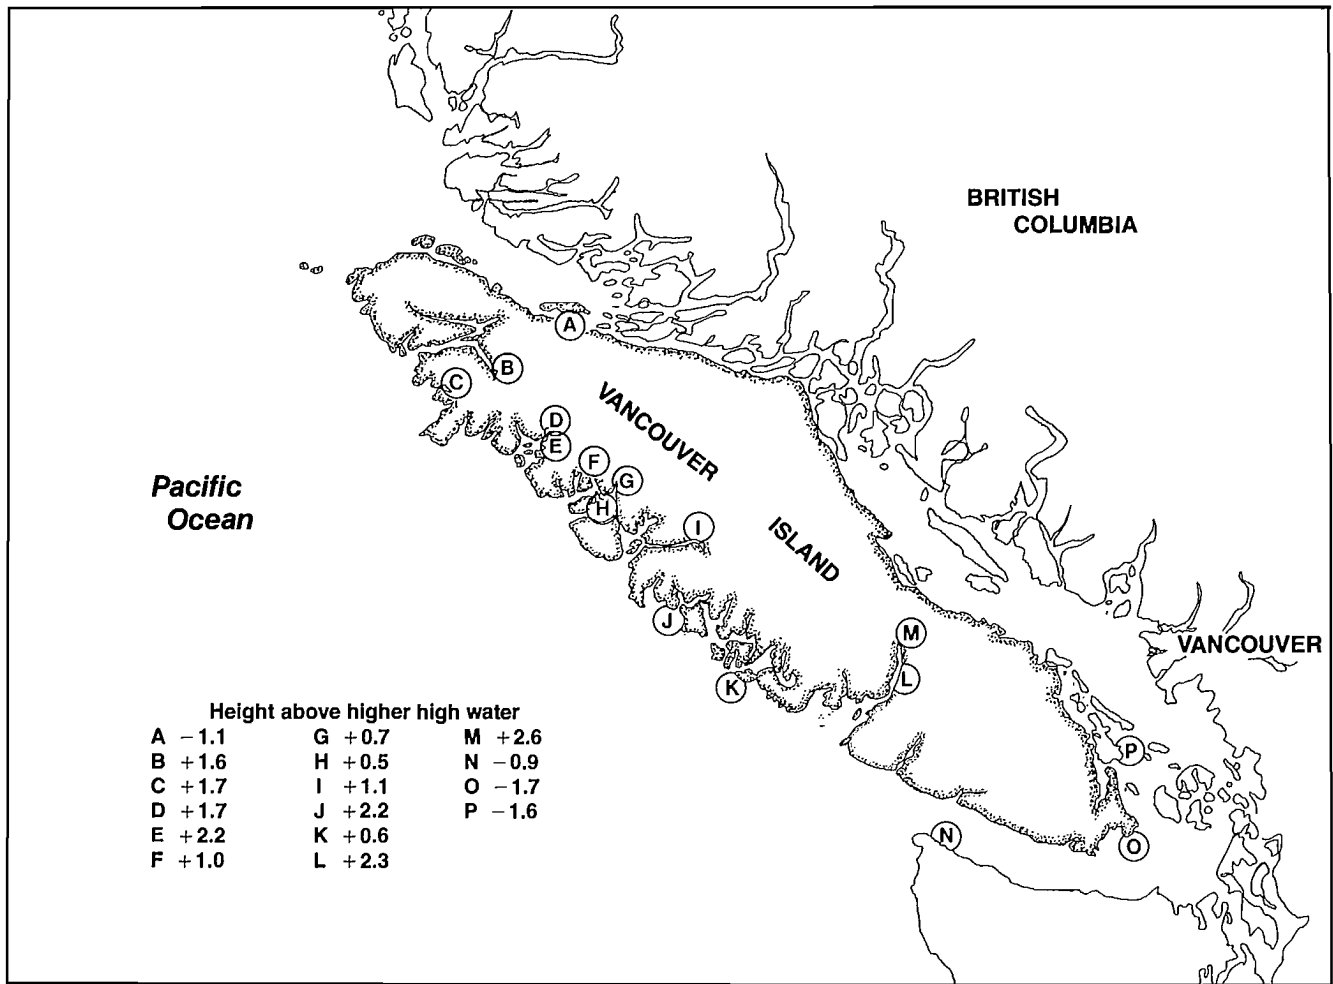 BRITISH
COLUMBIA
A
B
C
VANCOUVER
ISLAND
D
E
F
G
H
I
Pacific
Ocean
J
K
M
L
VANCOUVER
P
N
O
Height above higher high water
A −1.1 G +0.7 M +2.6
B +1.6 H +0.5 N −0.9
C +1.7 I +1.1 O −1.7
D +1.7 J +2.2 P −1.6
E +2.2 K +0.6
F +1.0 L +2.3